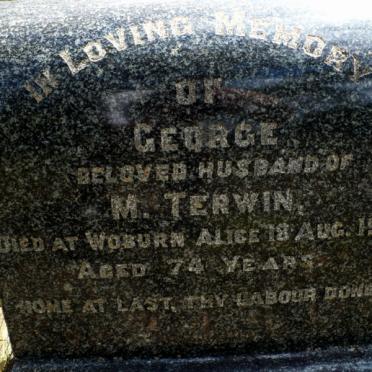 In Loving Memory
OF
GEORGE
BELOVED HUSBAND OF
M. TERWIN,
DIED AT WOBURN ALICE 18 AUG. 1
AGED 74 YEARS.
HOME AT LAST, THY LABOUR DONE